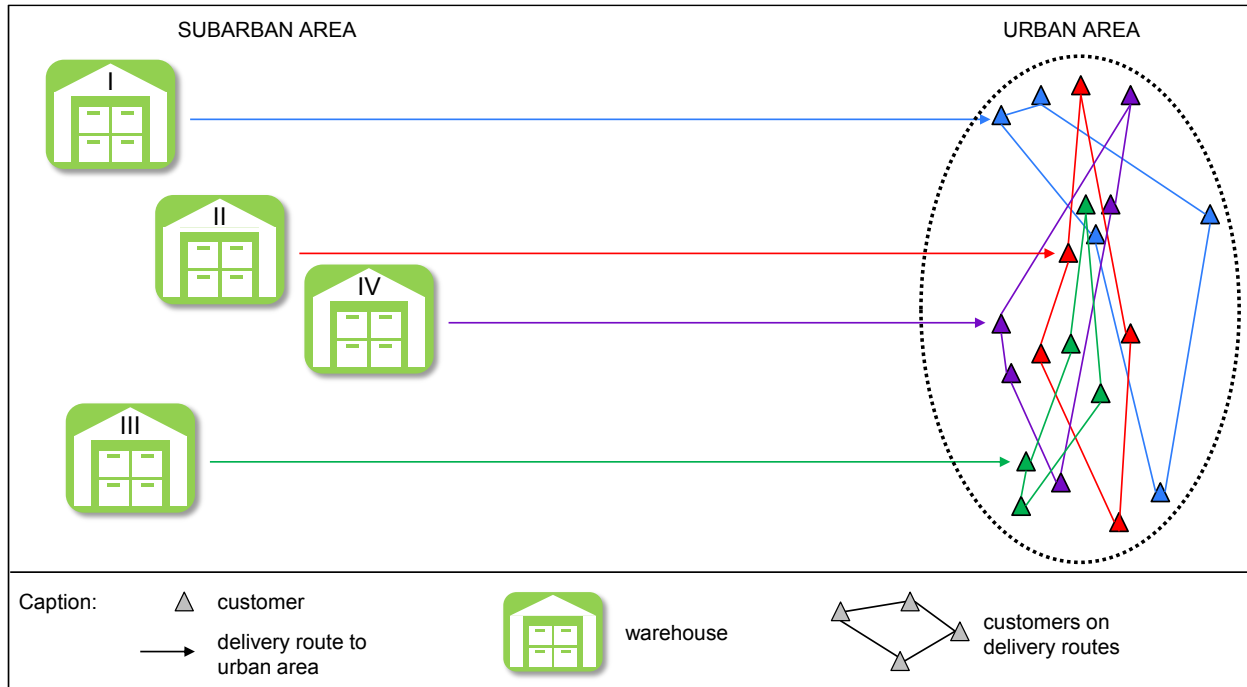 SUBARBAN AREA
URBAN AREA
I
II
IV
III
Caption:
customer
delivery route to
urban area
warehouse
customers on
delivery routes